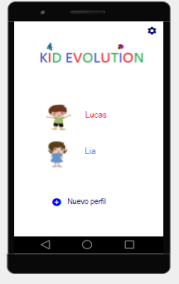 KID EVOLUTION
Lucas
Lia
Nuevo perfil